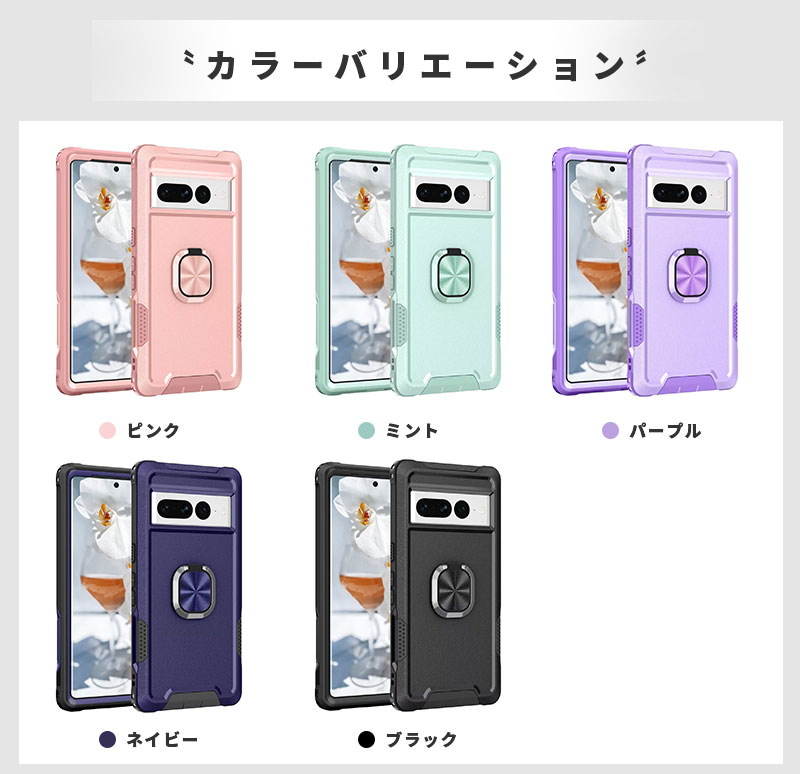 カラーバリエーション
ピンク
ミント
パープル
ネイビー
ブラック